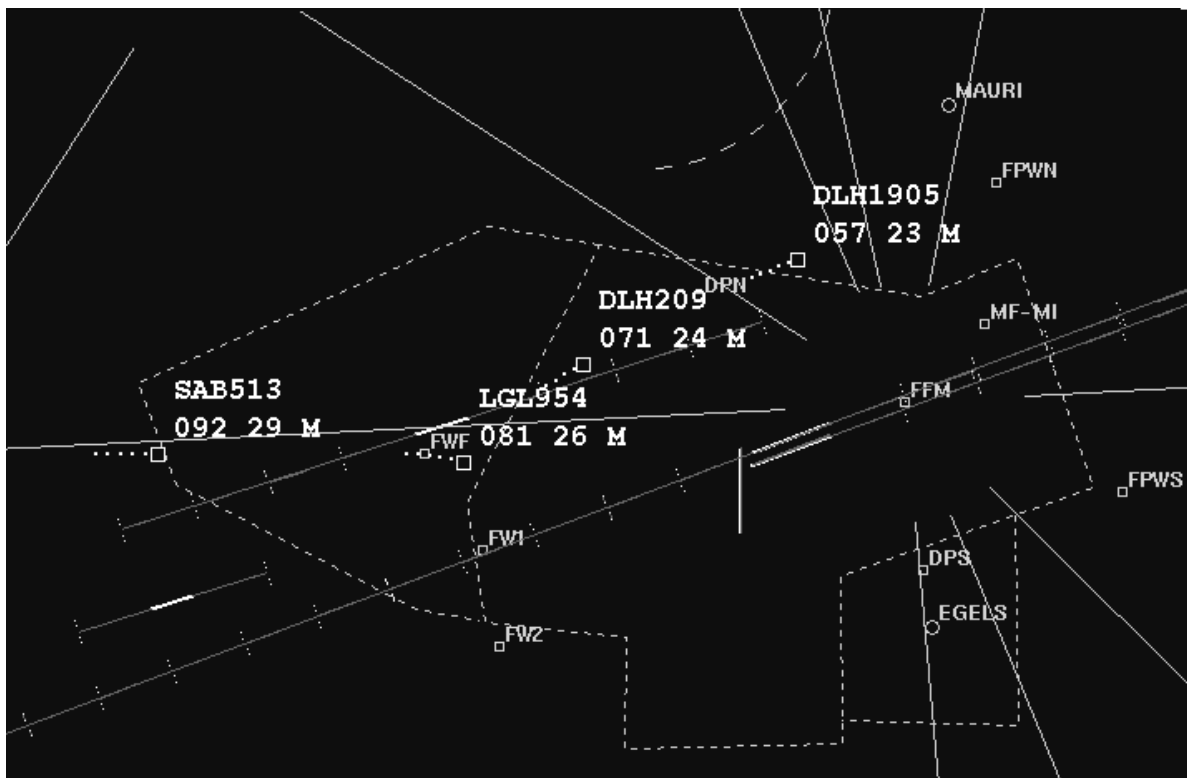 MAURI
FPWN
DLH1905
057 23 M
DPN
DLH209
071 24 M
MF-MI
SAB513
092 29 M
LGL954
081 26 M
FFM
FWF
FPWS
FW1
DPS
EGELS
FW2